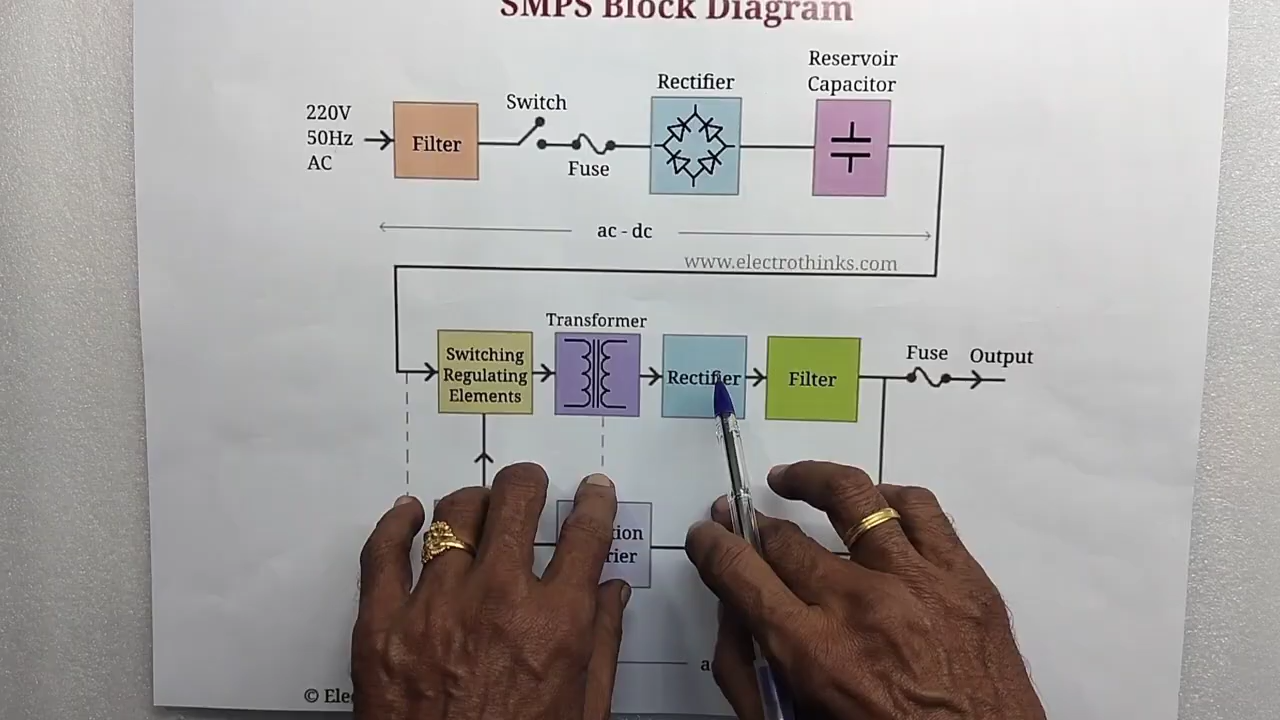 SMPS Block Diagram
Reservoir
Capacitor
Rectifier
Switch
220V
50Hz
AC
Filter
Fuse
ac - dc
www.electrothinks.com
Transformer
Switching
Regulating
Elements
Rectifier
Filter
Fuse
Output